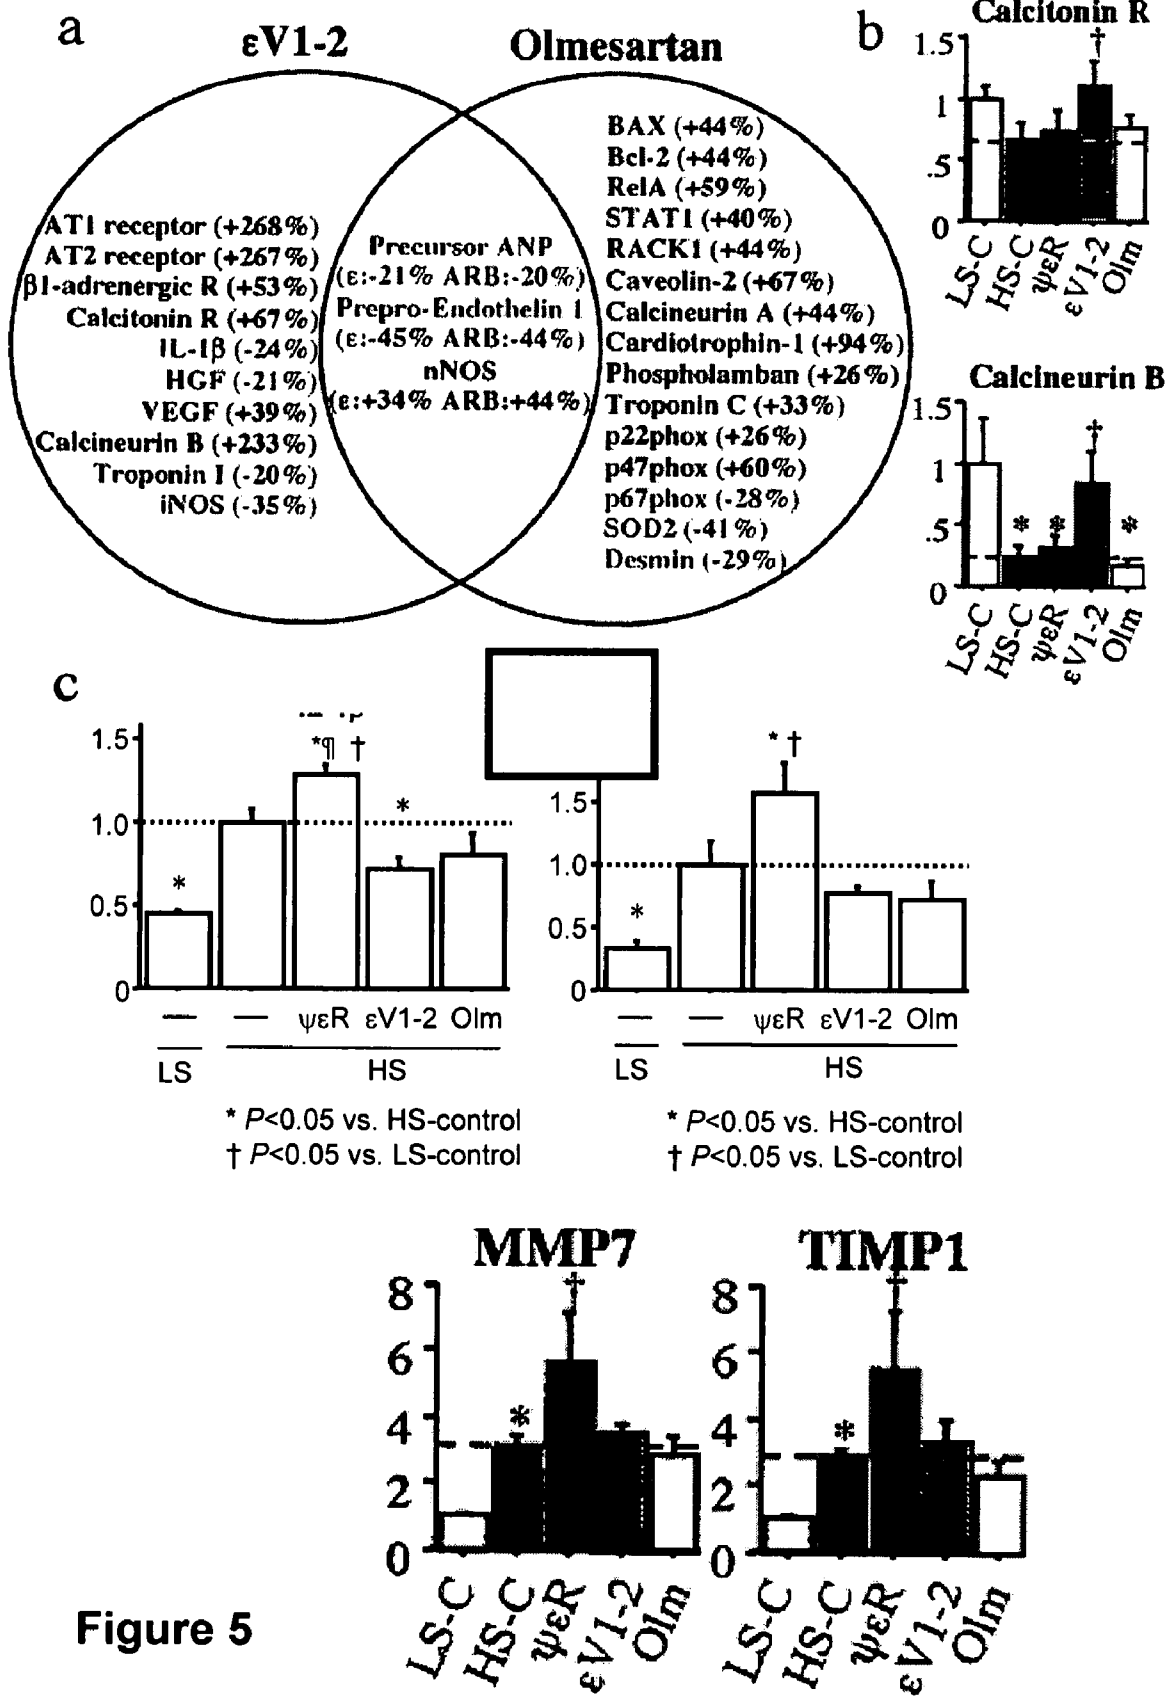 a
εV1-2
Olmesartan
AT1 receptor (+268%)
AT2 receptor (+267%)
β1-adrenergic R (+53%)
Calcitonin R (+67%)
IL-1β (-24%)
HGF (-21%)
VEGF (+39%)
Calcineurin B (+233%)
Troponin I (-20%)
iNOS (-35%)
Precursor ANP
(ε:-21% ARB:-20%)
Prepro-Endothelin 1
(ε:-45% ARB:-44%)
nNOS
(ε:+34% ARB:+44%)
BAX (+44%)
Bcl-2 (+44%)
RelA (+59%)
STAT1 (+40%)
RACK1 (+44%)
Caveolin-2 (+67%)
Calcineurin A (+44%)
Cardiotrophin-1 (+94%)
Phospholamban (+26%)
Troponin C (+33%)
p22phox (+26%)
p47phox (+60%)
p67phox (-28%)
SOD2 (-41%)
Desmin (-29%)
b
Calcitonin R
1.5
†
1
.5
0
LS-C HS-C ψεR εV1-2 Olm
Calcineurin B
1.5
†
1
.5
* * *
0
LS-C HS-C ψεR εV1-2 Olm
c
1.5
*¶ †
*
1.0
*
0.5
0
— — ψεR εV1-2 Olm
LS HS
* P<0.05 vs. HS-control
† P<0.05 vs. LS-control
* †
1.5
1.0
*
0.5
0
— — ψεR εV1-2 Olm
LS HS
* P<0.05 vs. HS-control
† P<0.05 vs. LS-control
MMP7
†
8
6
*
4
2
0
LS-C HS-C ψεR εV1-2 Olm
TIMP1
†
8
6
*
4
2
0
LS-C HS-C ψεR εV1-2 Olm
Figure 5